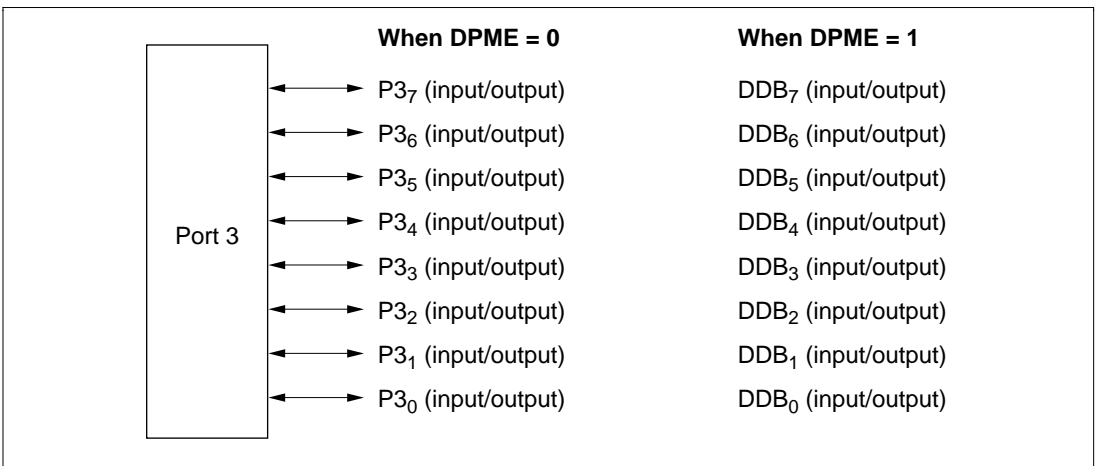 When DPME = 0 When DPME = 1
P3₇ (input/output) DDB₇ (input/output)
P3₆ (input/output) DDB₆ (input/output)
P3₅ (input/output) DDB₅ (input/output)
Port 3 P3₄ (input/output) DDB₄ (input/output)
P3₃ (input/output) DDB₃ (input/output)
P3₂ (input/output) DDB₂ (input/output)
P3₁ (input/output) DDB₁ (input/output)
P3₀ (input/output) DDB₀ (input/output)